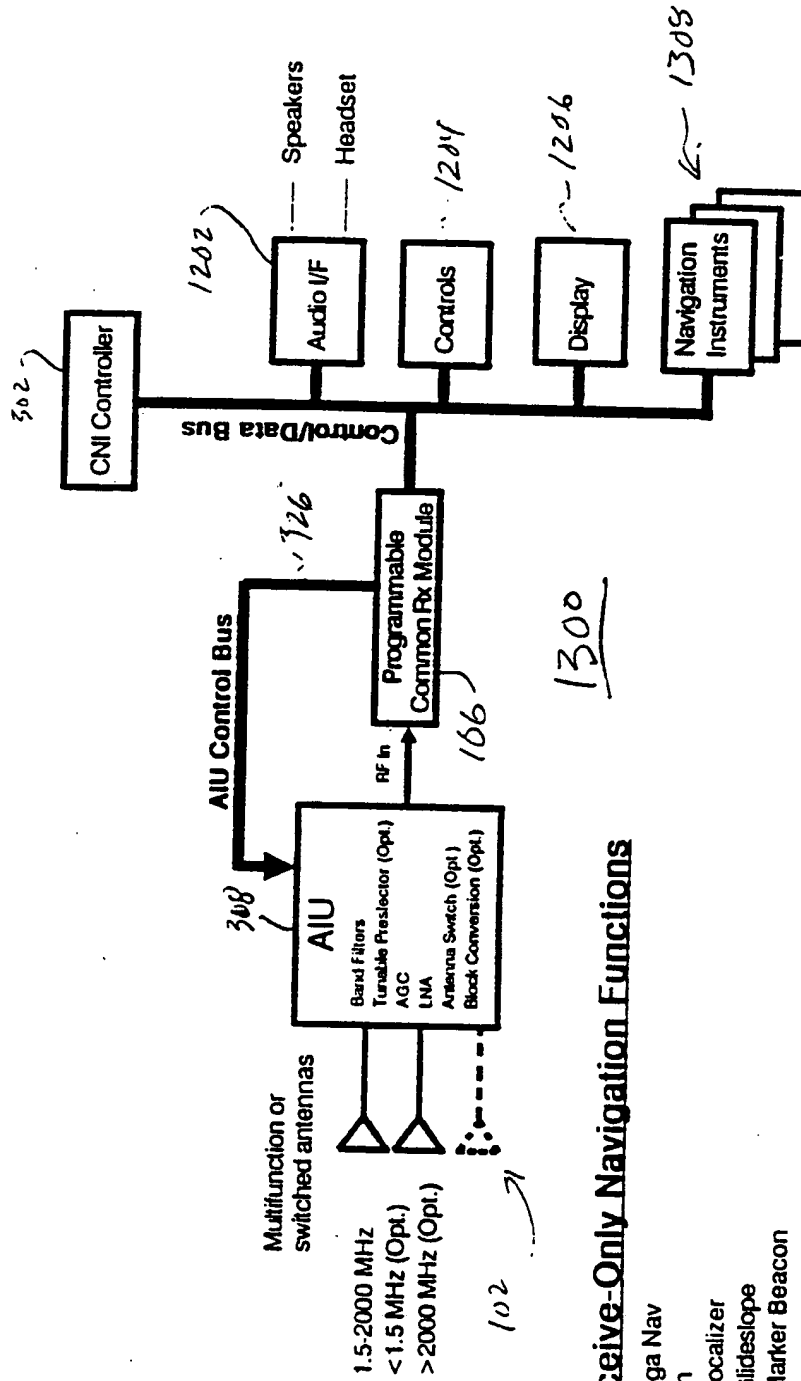 302
CNI Controller
1202
Audio I/F
Speakers
Headset
Controls
1204
Display
1206
Navigation
Instruments
1308
Control/Data Bus
326
AIU Control Bus
Programmable
Common Rx Module
106
RF In
308
AIU
Band Filters
Tunable Preslector (Opt.)
AGC
LNA
Antenna Switch (Opt)
Block Conversion (Opt.)
Multifunction or
switched antennas
1.5-2000 MHz
<1.5 MHz (Opt.)
>2000 MHz (Opt.)
102
1300
ceive-Only Navigation Functions
ga Nav
n
ocalizer
lideslope
larker Beacon